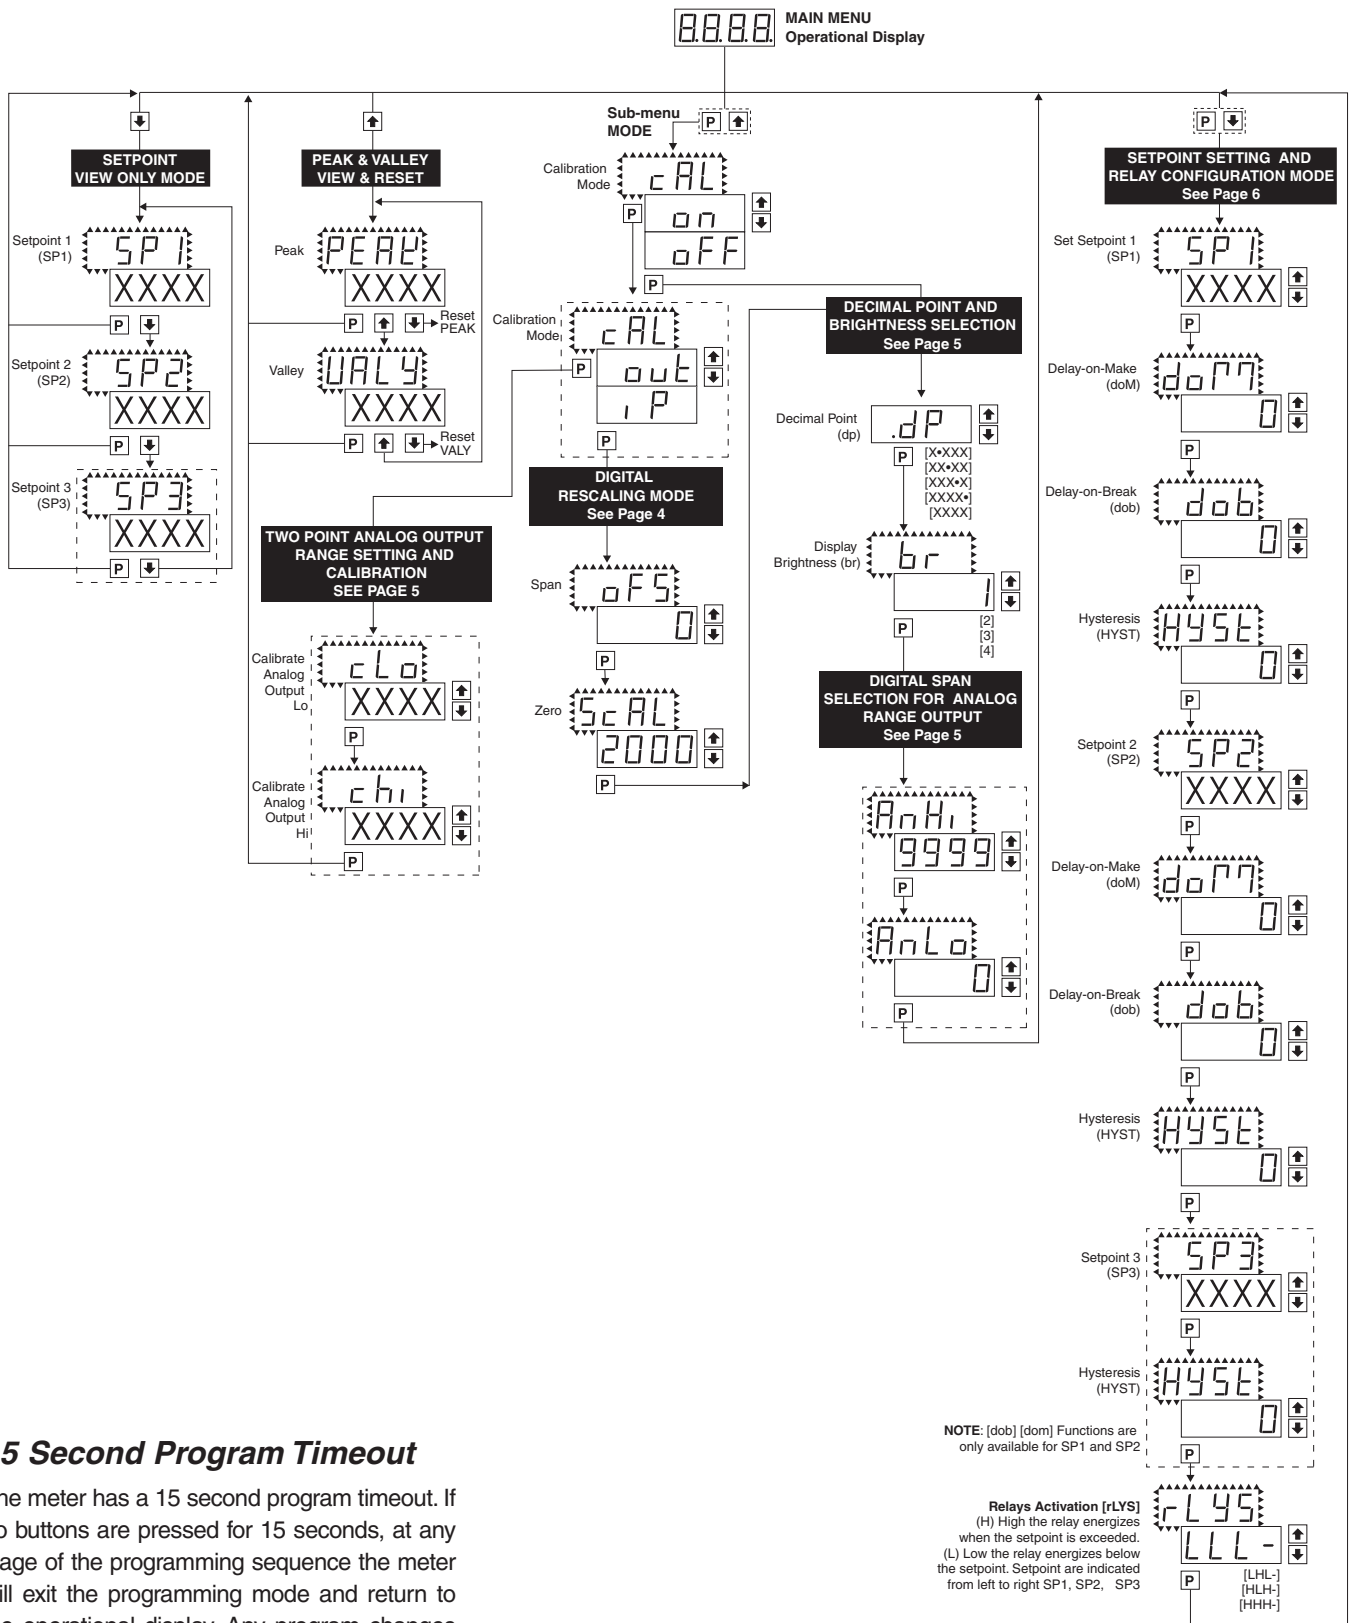 8.8.8.8.
MAIN MENU
Operational Display
Sub-menu
MODE
P
P
SETPOINT
VIEW ONLY MODE
Setpoint 1
(SP1)
SP1
XXXX
P
Setpoint 2
(SP2)
SP2
XXXX
P
Setpoint 3
(SP3)
SP3
XXXX
P
PEAK & VALLEY
VIEW & RESET
Peak
PEAK
XXXX
P
Reset
PEAK
Valley
VALY
XXXX
P
Reset
VALY
TWO POINT ANALOG OUTPUT
RANGE SETTING AND
CALIBRATION
SEE PAGE 5
Calibrate
Analog
Output
Lo
cLo
XXXX
P
Calibrate
Analog
Output
Hi
chi
XXXX
P
Calibration
Mode
cAL
P
on
oFF
P
Calibration
Mode
cAL
P
out
iP
P
DIGITAL
RESCALING MODE
See Page 4
Span
oFS
0
P
Zero
ScAL
2000
P
DECIMAL POINT AND
BRIGHTNESS SELECTION
See Page 5
Decimal Point
(dp)
.dP
P
[X•XXX]
[XX•XX]
[XXX•X]
[XXXX•]
[XXXX]
Display
Brightness (br)
br
1
P
[2]
[3]
[4]
DIGITAL SPAN
SELECTION FOR ANALOG
RANGE OUTPUT
See Page 5
AnHi
9999
P
AnLo
0
P
SETPOINT SETTING AND
RELAY CONFIGURATION MODE
See Page 6
Set Setpoint 1
(SP1)
SP1
XXXX
P
Delay-on-Make
(doM)
doM
0
P
Delay-on-Break
(dob)
dob
0
P
Hysteresis
(HYST)
HYSt
0
P
Setpoint 2
(SP2)
SP2
XXXX
P
Delay-on-Make
(doM)
doM
0
P
Delay-on-Break
(dob)
dob
0
P
Hysteresis
(HYST)
HYSt
0
P
Setpoint 3
(SP3)
SP3
XXXX
P
Hysteresis
(HYST)
HYSt
0
P
NOTE: [dob] [dom] Functions are
only available for SP1 and SP2
Relays Activation [rLYS]
(H) High the relay energizes
when the setpoint is exceeded.
(L) Low the relay energizes below
the setpoint. Setpoint are indicated
from left to right SP1, SP2, SP3
rLYS
LLL-
P
[LHL-]
[HLH-]
[HHH-]
5 Second Program Timeout
he meter has a 15 second program timeout. If
o buttons are pressed for 15 seconds, at any
age of the programming sequence the meter
ill exit the programming mode and return to
operational display. Any program changes